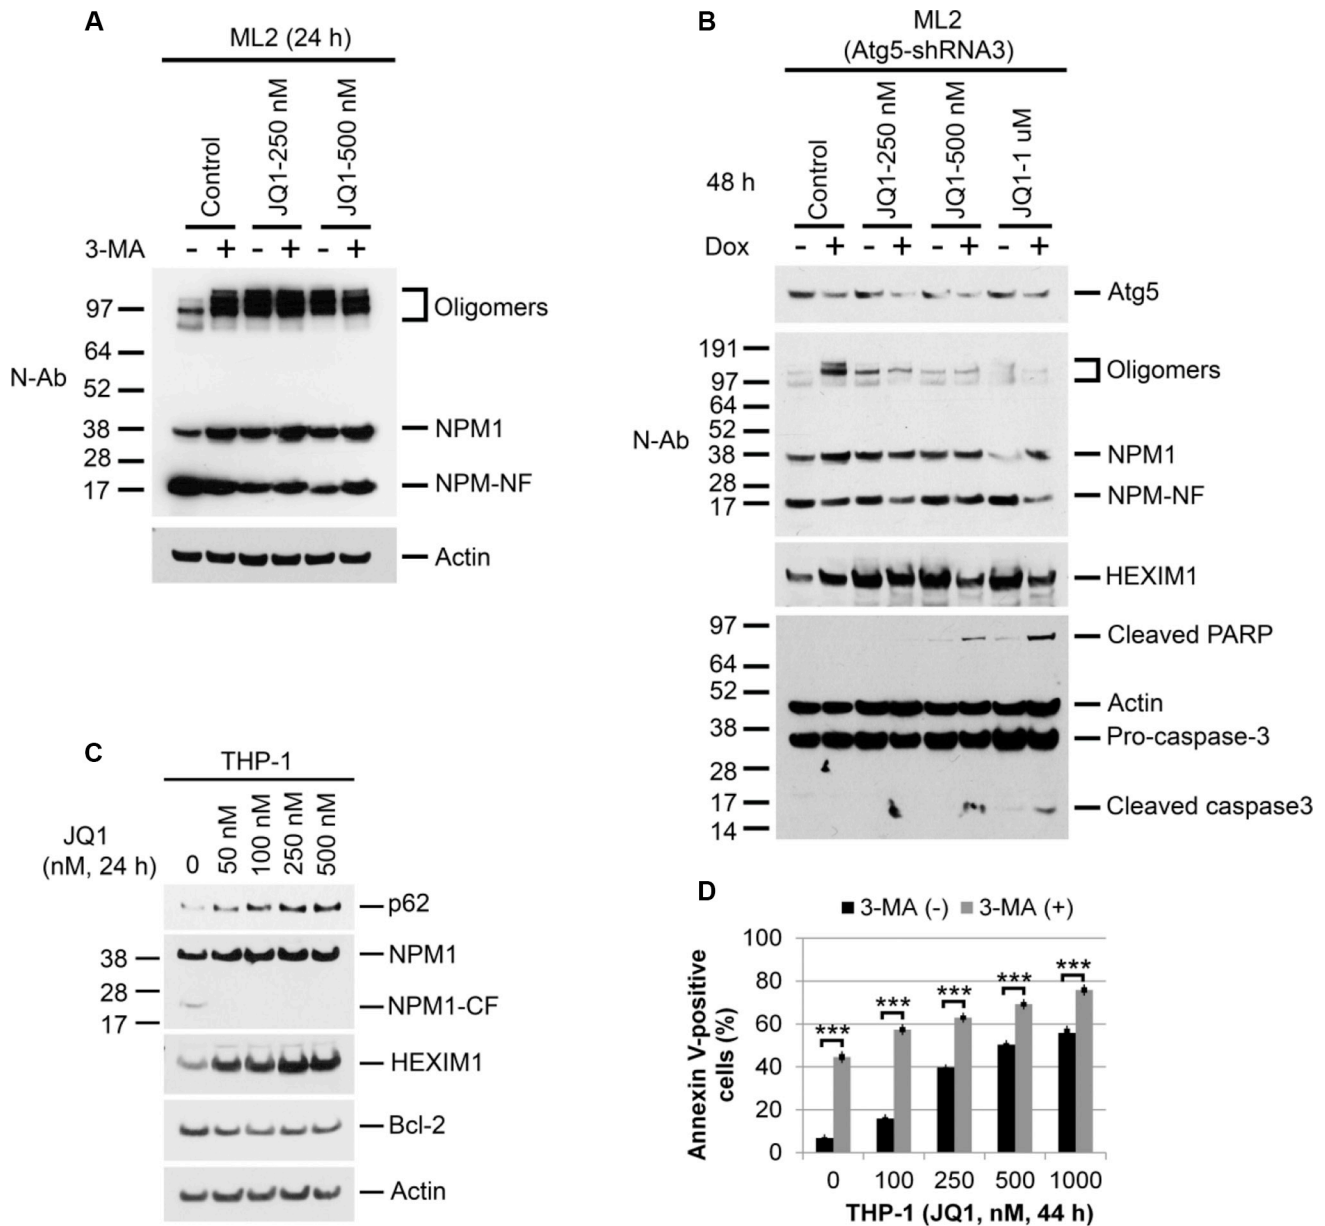 A
ML2 (24 h)
Control
JQ1-250 nM
JQ1-500 nM
3-MA - + - + - +
97
64
52
38
28
17
N-Ab
Oligomers
NPM1
NPM-NF
Actin
B
ML2
(Atg5-shRNA3)
48 h
Control
JQ1-250 nM
JQ1-500 nM
JQ1-1 uM
Dox - + - + - + - +
Atg5
191
97
64
52
38
28
17
N-Ab
Oligomers
NPM1
NPM-NF
HEXIM1
97
64
52
38
28
17
14
Cleaved PARP
Actin
Pro-caspase-3
Cleaved caspase3
C
THP-1
JQ1
(nM, 24 h)
0
50 nM
100 nM
250 nM
500 nM
p62
38
28
17
NPM1
NPM1-CF
HEXIM1
Bcl-2
Actin
D
3-MA (-) 3-MA (+)
Annexin V-positive
cells (%)
100
80
60
40
20
0
***
***
***
***
***
0 100 250 500 1000
THP-1 (JQ1, nM, 44 h)